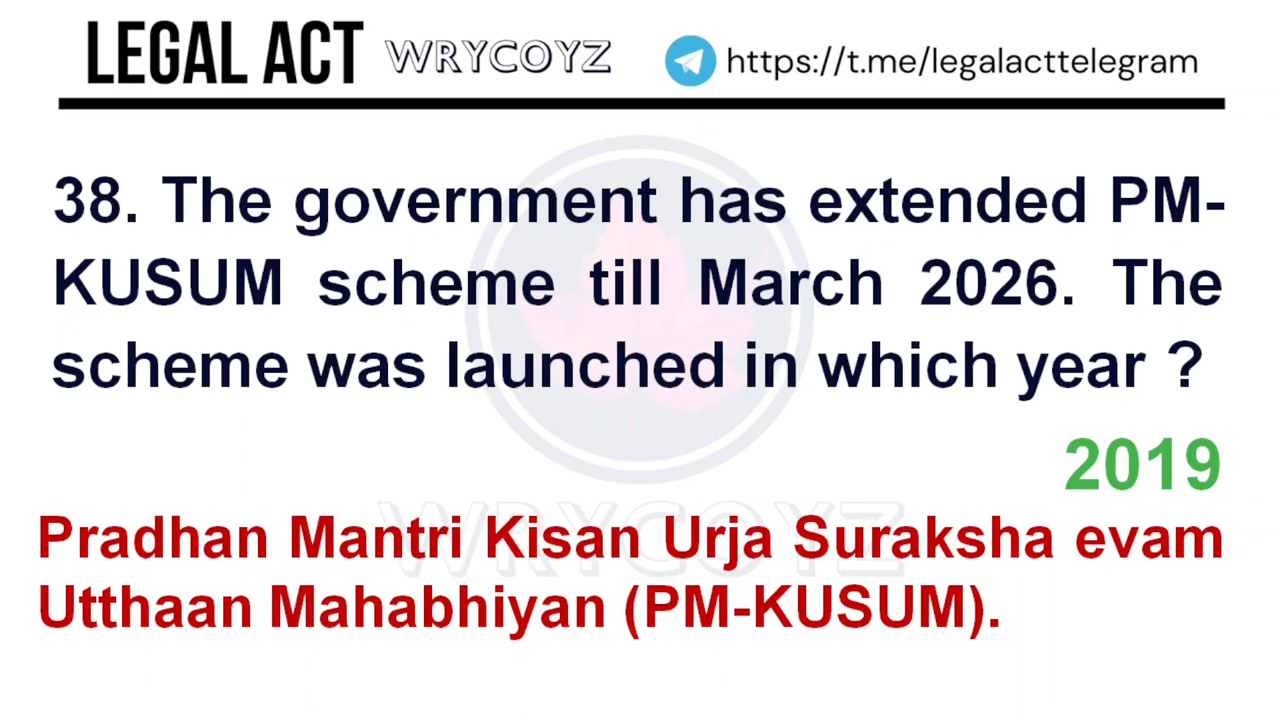 LEGAL ACT WRYCOYZ https://t.me/legalacttelegram
38. The government has extended PM-
KUSUM scheme till March 2026. The
scheme was launched in which year ?
2019
WRYCOYZ
Pradhan Mantri Kisan Urja Suraksha evam
Utthaan Mahabhiyan (PM-KUSUM).